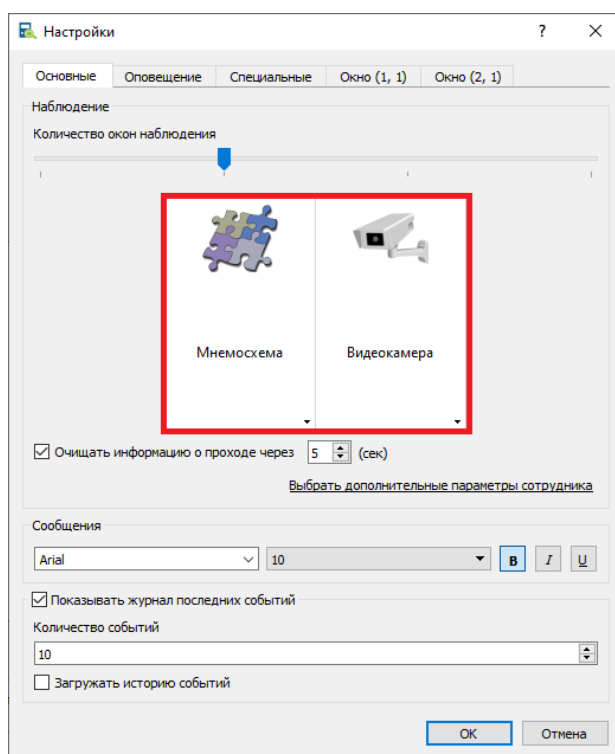 Настройки
?
Основные Оповещение Специальные Окно (1, 1) Окно (2, 1)
Наблюдение
Количество окон наблюдения
Мнемосхема Видеокамера
Очищать информацию о проходе через 5 (сек)
Выбрать дополнительные параметры сотрудника
Сообщения
Arial 10 B I U
Показывать журнал последних событий
Количество событий
10
Загружать историю событий
OK Отмена